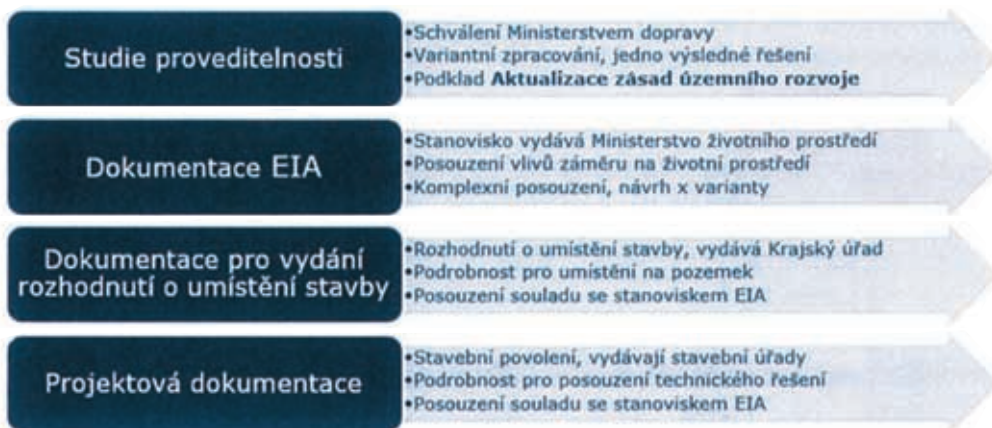 Studie proveditelnosti
•Schválení Ministerstvem dopravy
•Variantní zpracování, jedno výsledné řešení
•Podklad Aktualizace zásad územního rozvoje
Dokumentace EIA
•Stanovisko vydává Ministerstvo životního prostředí
•Posouzení vlivů záměru na životní prostředí
•Komplexní posouzení, návrh x varianty
Dokumentace pro vydání
rozhodnutí o umístění stavby
•Rozhodnutí o umístění stavby, vydává Krajský úřad
•Podrobnost pro umístění na pozemek
•Posouzení souladu se stanoviskem EIA
Projektová dokumentace
•Stavební povolení, vydávají stavební úřady
•Podrobnost pro posouzení technického řešení
•Posouzení souladu se stanoviskem EIA